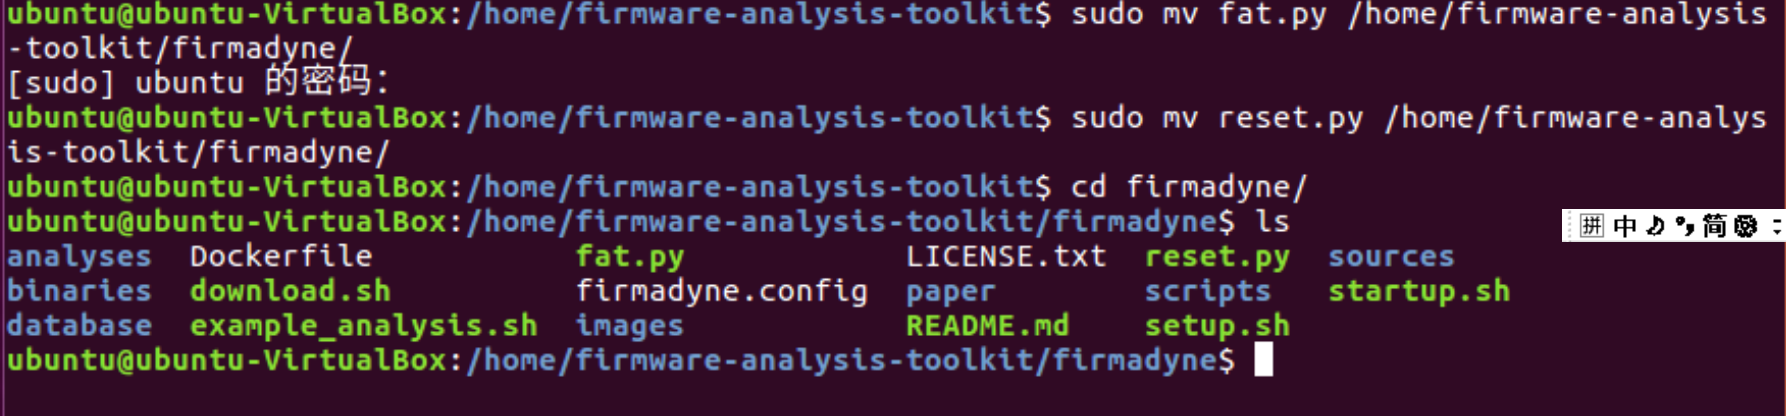 ubuntu@ubuntu-VirtualBox:/home/firmware-analysis-toolkit$ sudo mv fat.py /home/firmware-analysis
-toolkit/firmadyne/
[sudo] ubuntu 的密码：
ubuntu@ubuntu-VirtualBox:/home/firmware-analysis-toolkit$ sudo mv reset.py /home/firmware-analys
is-toolkit/firmadyne/
ubuntu@ubuntu-VirtualBox:/home/firmware-analysis-toolkit$ cd firmadyne/
ubuntu@ubuntu-VirtualBox:/home/firmware-analysis-toolkit/firmadyne$ ls
拼 中 简
analyses Dockerfile fat.py LICENSE.txt reset.py sources
binaries download.sh firmadyne.config paper scripts startup.sh
database example_analysis.sh images README.md setup.sh
ubuntu@ubuntu-VirtualBox:/home/firmware-analysis-toolkit/firmadyne$